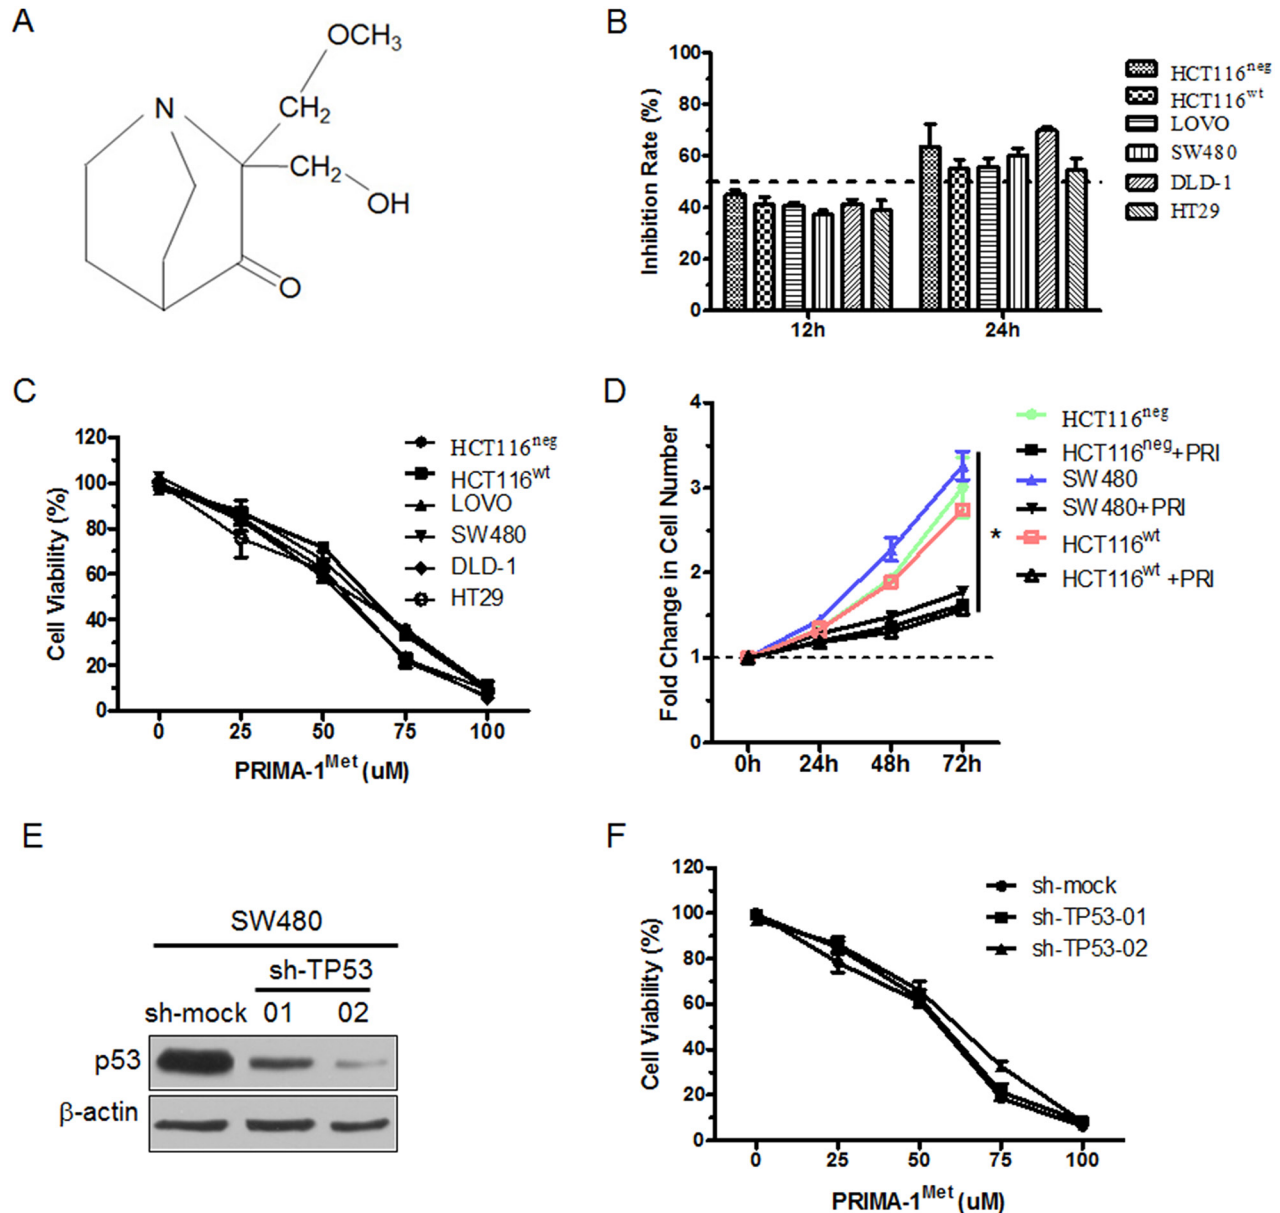 A
OCH3
N
CH2
CH2
OH
O
B
100
80
60
40
20
0
Inhibition Rate (%)
12h
24h
HCT116neg
HCT116wt
LOVO
SW480
DLD-1
HT29
C
120
100
80
60
40
20
0
Cell Viability (%)
0 25 50 75 100
PRIMA-1Met (uM)
HCT116neg
HCT116wt
LOVO
SW480
DLD-1
HT29
D
4
3
2
1
0
Fold Change in Cell Number
0h 24h 48h 72h
*
HCT116neg
HCT116neg+PRI
SW480
SW480+PRI
HCT116wt
HCT116wt +PRI
E
SW480
sh-TP53
sh-mock 01 02
p53
β-actin
F
120
100
80
60
40
20
0
Cell Viability (%)
0 25 50 75 100
PRIMA-1Met (uM)
sh-mock
sh-TP53-01
sh-TP53-02